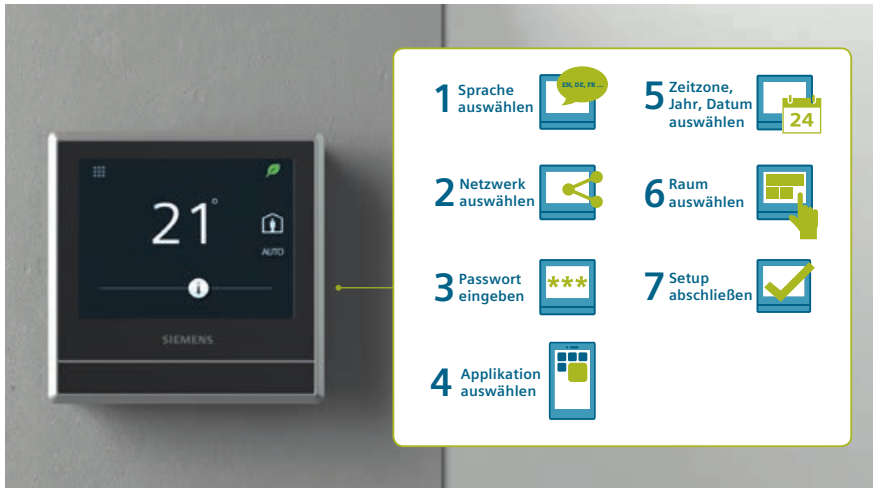 21°
AUTO
SIEMENS
1 Sprache
auswählen
EN, DE, FR ...
2 Netzwerk
auswählen
3 Passwort
eingeben
***
4 Applikation
auswählen
5 Zeitzone,
Jahr, Datum
auswählen
24
6 Raum
auswählen
7 Setup
abschließen